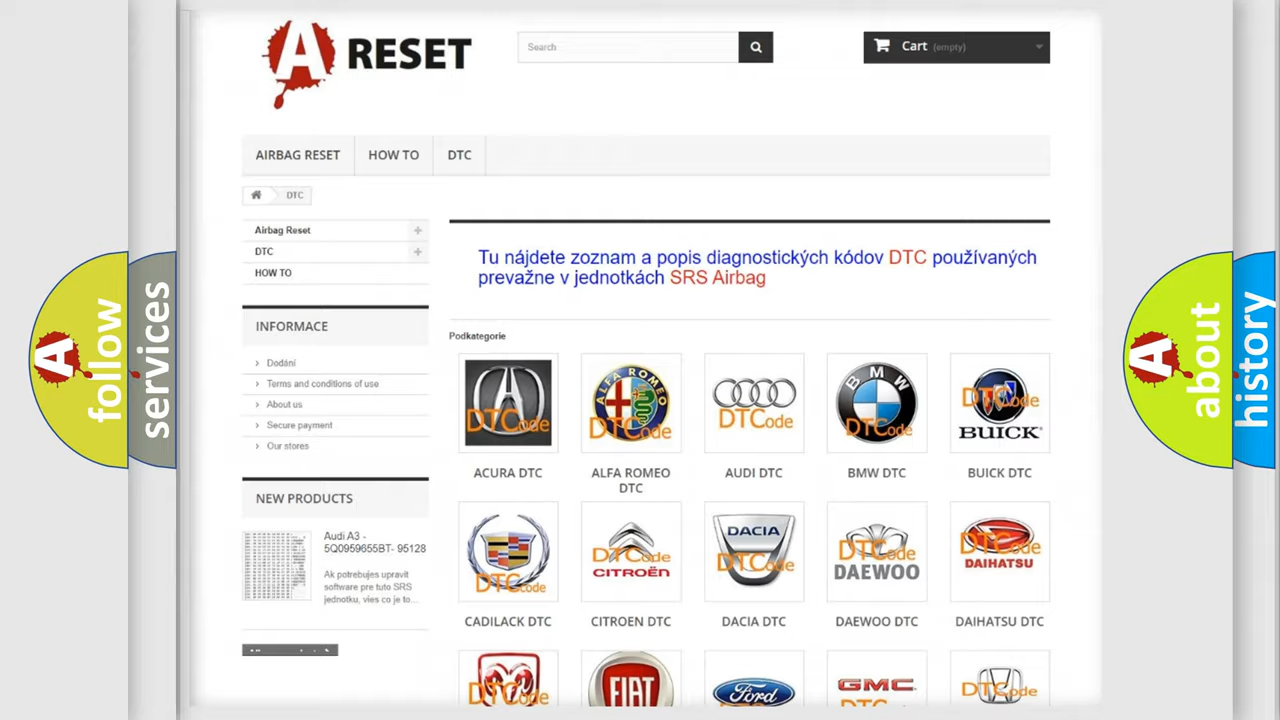 A RESET
Search
Cart (empty)
AIRBAG RESET
HOW TO
DTC
DTC
Airbag Reset
DTC
HOW TO
INFORMACE
Dodání
Terms and conditions of use
About us
Secure payment
Our stores
NEW PRODUCTS
Audi A3 -
5Q0959655BT- 95128
Ak potrebujes upravit
software pre tuto SRS
jednotku, vies co je to...
Tu nájdete zoznam a popis diagnostických kódov DTC používaných
prevažne v jednotkách SRS Airbag
Podkategorie
DTCode
ALFA ROMEO
DTCode
DTCode
BMW
DTCode
DTCode
BUICK
ACURA DTC
ALFA ROMEO
DTC
AUDI DTC
BMW DTC
BUICK DTC
DTCode
DTCode
CITROËN
DACIA
DTCode
DTCode
DAEWOO
DTCode
DAIHATSU
CADILACK DTC
CITROEN DTC
DACIA DTC
DAEWOO DTC
DAIHATSU DTC
DTCode
FIAT
Ford
GMC
DTCode
A follow
services
A about
history